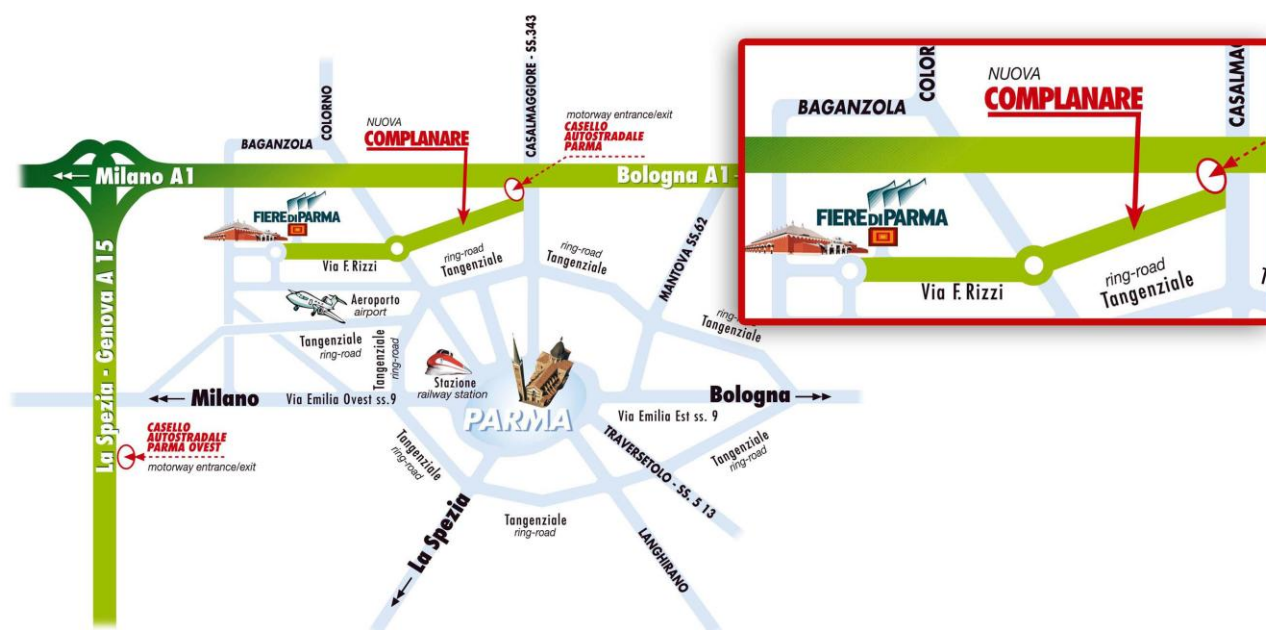 COLORNO
CASALMAGGIORE - SS.343
BAGANZOLA
NUOVA
COMPLANARE
motorway entrance/exit
CASELLO
AUTOSTRADALE
PARMA
Milano A1
Bologna A1
FIERE DI PARMA
Via F. Rizzi
ring-road
Tangenziale
ring-road
Tangenziale
MANTOVA SS.62
Aeroporto
airport
Tangenziale
ring-road
Tangenziale
ring-road
ring-road
Tangenziale
La Spezia - Genova A 15
Stazione
railway station
PARMA
Milano
Via Emilia Ovest ss.9
Bologna
Via Emilia Est ss. 9
CASELLO
AUTOSTRADALE
PARMA OVEST
motorway entrance/exit
Tangenziale
ring-road
Tangenziale
ring-road
TRAVERSETOLO - SS. 5 13
Tangenziale
ring-road
La Spezia
LANGHIRANO
COLOR
CASALMAG
NUOVA
COMPLANARE
BAGANZOLA
FIERE DI PARMA
Via F. Rizzi
ring-road
Tangenziale